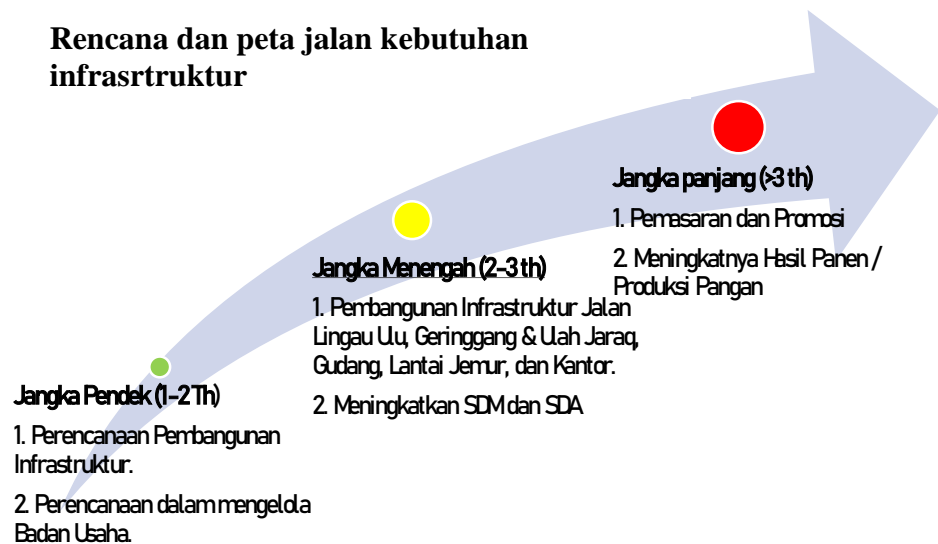 Rencana dan peta jalan kebutuhan
infrasrtruktur
Jangka panjang (>3 th)
1. Pemasaran dan Promosi
2. Meningkatnya Hasil Panen /
Produksi Pangan
Jangka Menengah (2-3 th)
1. Pembangunan Infrastruktur Jalan
Lingau Ulu, Geringgang & Ulah Jaraq,
Gudang, Lantai Jemur, dan Kantor.
2. Meningkatkan SDM dan SDA
Jangka Pendek (1-2 Th)
1. Perencanaan Pembangunan
Infrastruktur.
2. Perencanaan dalam mengelola
Badan Usaha.